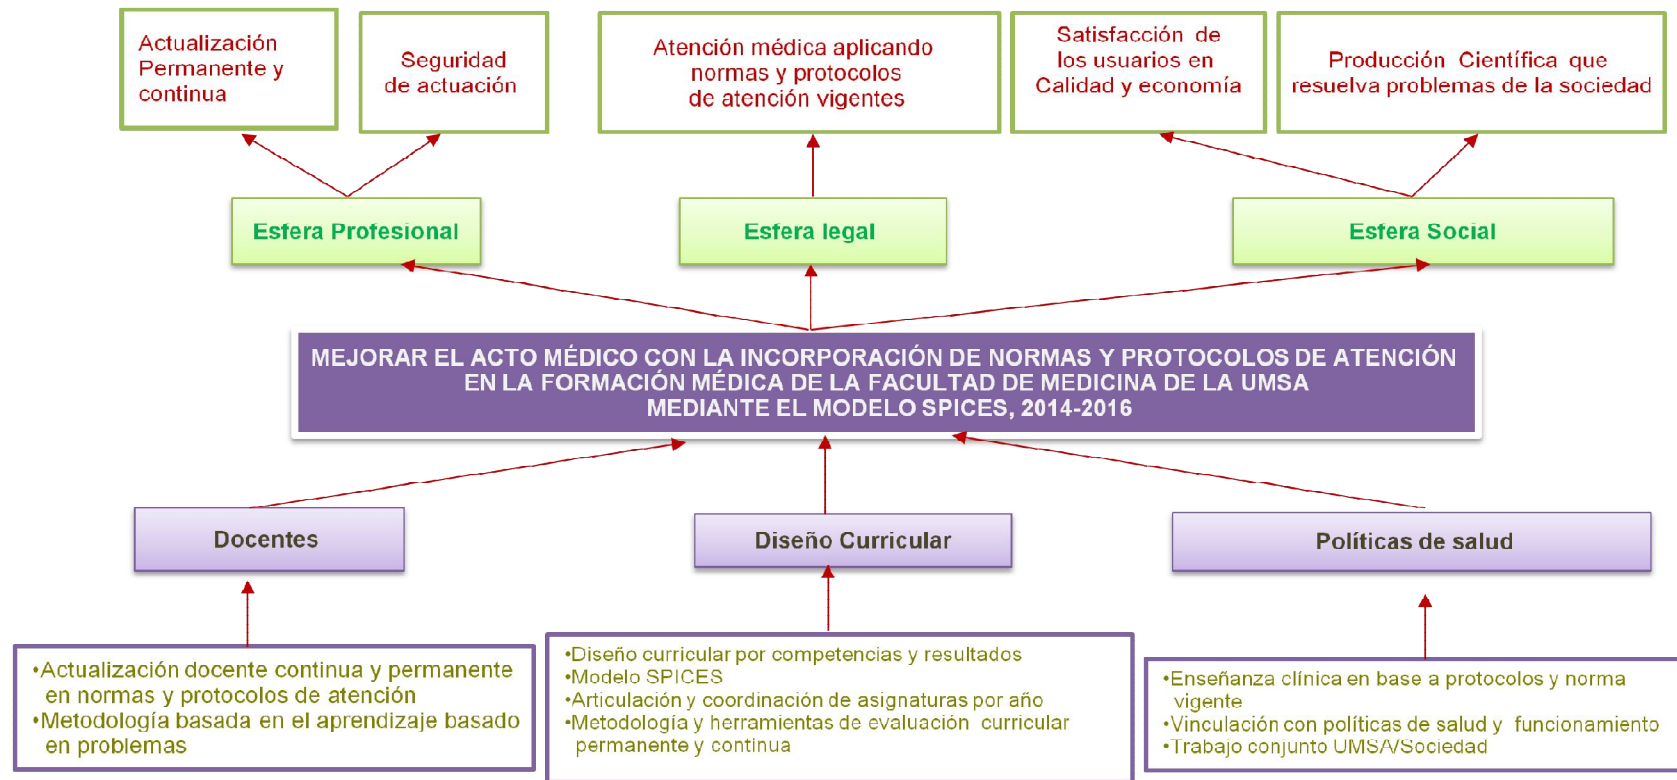 Actualización
Permanente y
continua
Seguridad
de actuación
Atención médica aplicando
normas y protocolos
de atención vigentes
Satisfacción de
los usuarios en
Calidad y economía
Producción Científica que
resuelva problemas de la sociedad
Esfera Profesional
Esfera legal
Esfera Social
MEJORAR EL ACTO MÉDICO CON LA INCORPORACIÓN DE NORMAS Y PROTOCOLOS DE ATENCIÓN
EN LA FORMACIÓN MÉDICA DE LA FACULTAD DE MEDICINA DE LA UMSA
MEDIANTE EL MODELO SPICES, 2014-2016
Docentes
Diseño Curricular
Políticas de salud
•Actualización docente continua y permanente
en normas y protocolos de atención
•Metodología basada en el aprendizaje basado
en problemas
•Diseño curricular por competencias y resultados
•Modelo SPICES
•Articulación y coordinación de asignaturas por año
•Metodología y herramientas de evaluación curricular
permanente y continua
•Enseñanza clínica en base a protocolos y norma
vigente
•Vinculación con políticas de salud y funcionamiento
•Trabajo conjunto UMSA/Sociedad